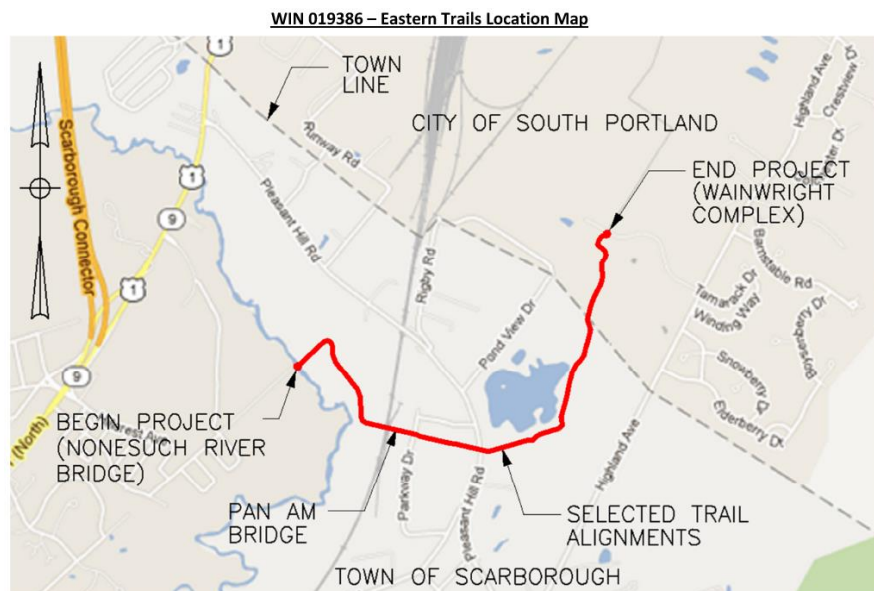 WIN 019386 – Eastern Trails Location Map
1
TOWN
LINE
CITY OF SOUTH PORTLAND
Highland Ave
Crestview Dr
Runway Rd
Scarborough Connector
1
9
Pleasant Hill Rd
END PROJECT
(WAINWRIGHT
COMPLEX)
1
Rigby Rd
Barnstable Rd
Tamarack Dr
Winding Way
Boysenberry Dr
Pond View Dr
9
Snowberry
Elderberry Dr
BEGIN PROJECT
(NONESUCH RIVER
BRIDGE)
(North)
Highland Ave
Parkway Dr
Pleasant Hill Rd
PAN AM
BRIDGE
SELECTED TRAIL
ALIGNMENTS
TOWN OF SCARBOROUGH